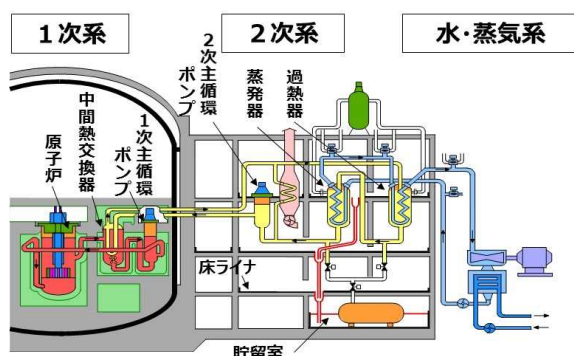 1次系
2次系
水・蒸気系
原子炉
中間熱交換器
1次主循環
ポンプ
2次主循環
ポンプ
蒸発器
過熱器
床ライナ
貯留室